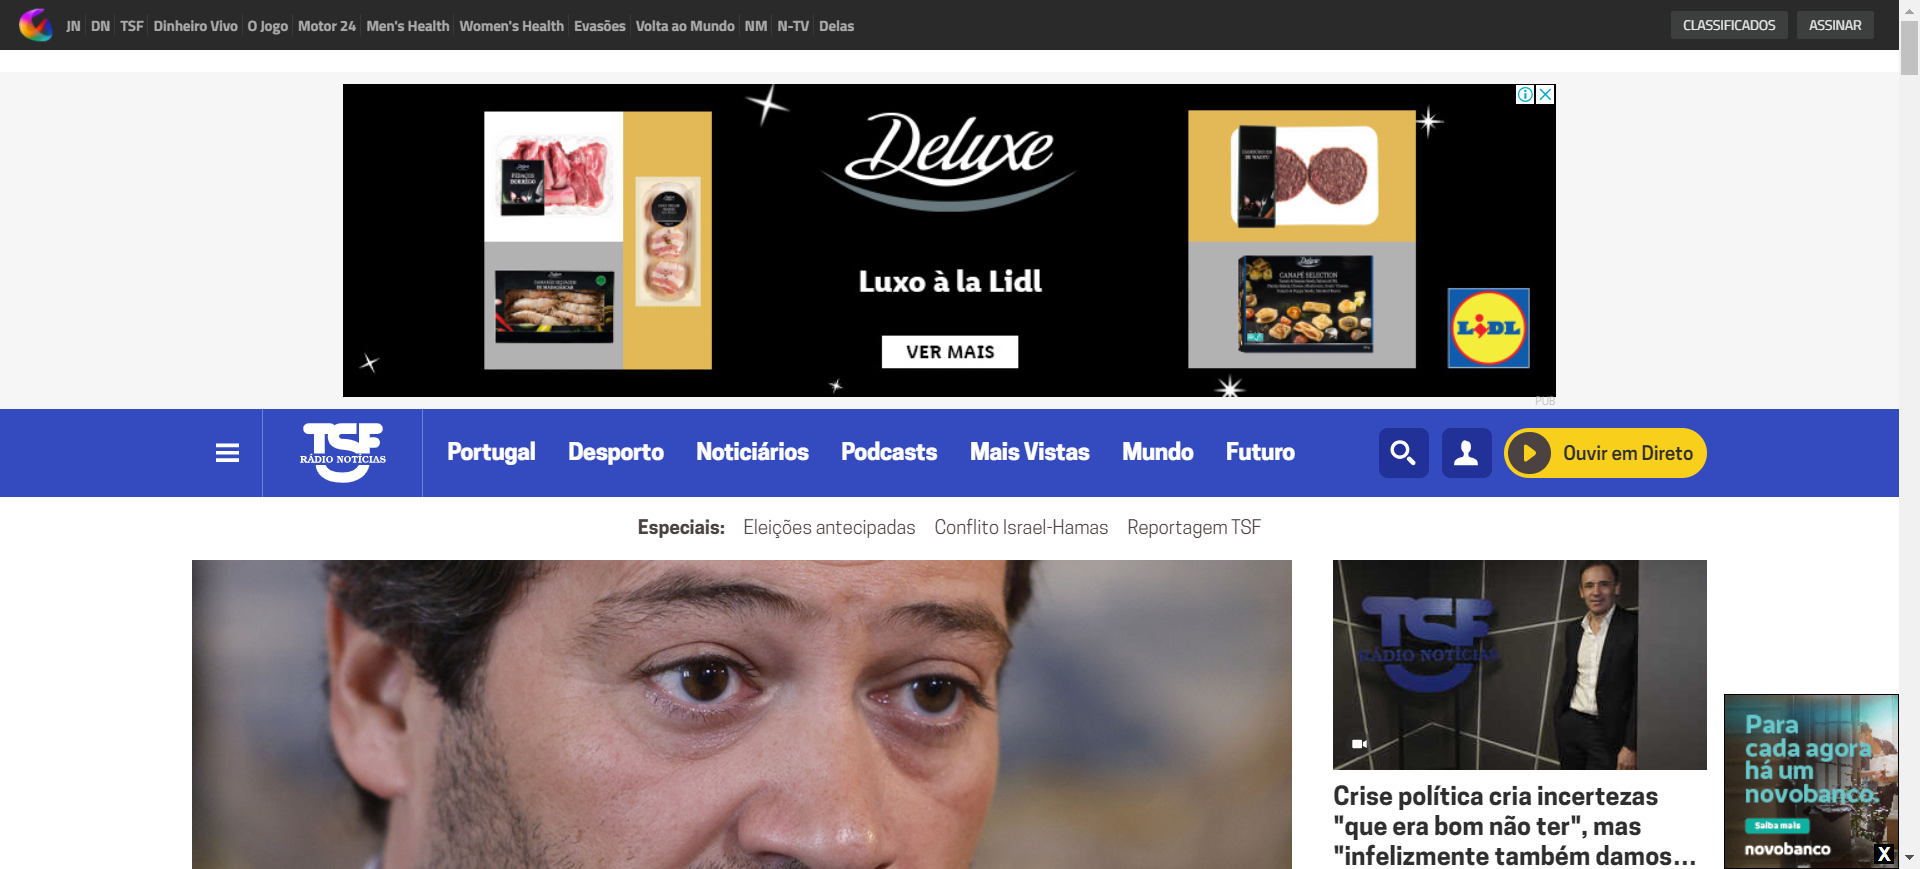 JN DN TSF Dinheiro Vivo O Jogo Motor 24 Men's Health Women's Health Evasões Volta ao Mundo NM N-TV Delas
CLASSIFICADOS ASSINAR
Deluxe
Luxo à la Lidl
VER MAIS
Deluxe
CANAPÉ SELECTION
LIDL
PUB
TSF
RÁDIO NOTÍCIAS
Portugal Desporto Noticiários Podcasts Mais Vistas Mundo Futuro
Ouvir em Direto
Especiais: Eleições antecipadas Conflito Israel-Hamas Reportagem TSF
TSF
RÁDIO NOTÍCIAS
Crise política cria incertezas
"que era bom não ter", mas
"infelizmente também damos...
Para
cada agora
há um
novobanco.
Saiba mais
novobanco
X